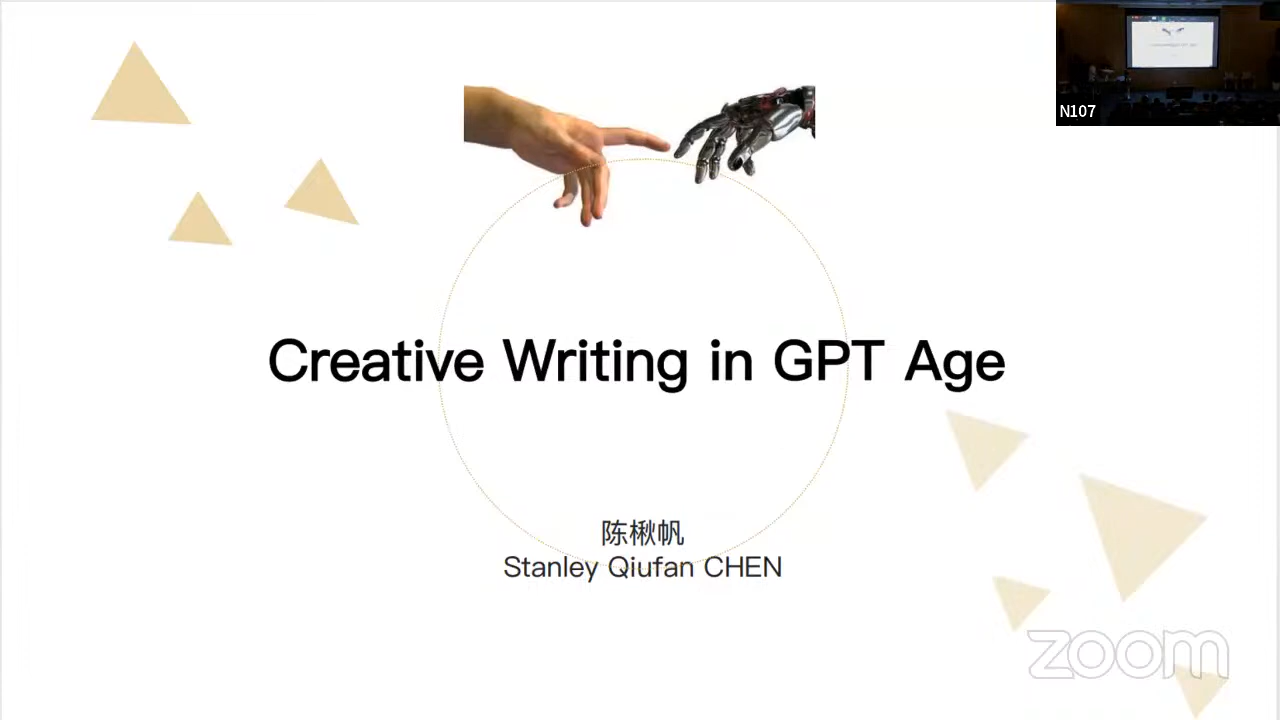 N107
Creative Writing in GPT Age
陈楸帆
Stanley Qiufan CHEN
zoom